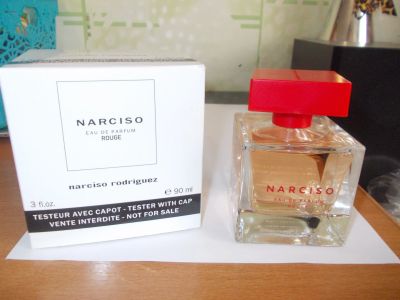 NARCISO
EAU DE PARFUM
ROUGE
narciso rodriguez
3 fl.oz. e 90 ml
TESTEUR AVEC CAPOT - TESTER WITH CAP
VENTE INTERDITE - NOT FOR SALE
NARCISO
EAU DE PARFUM